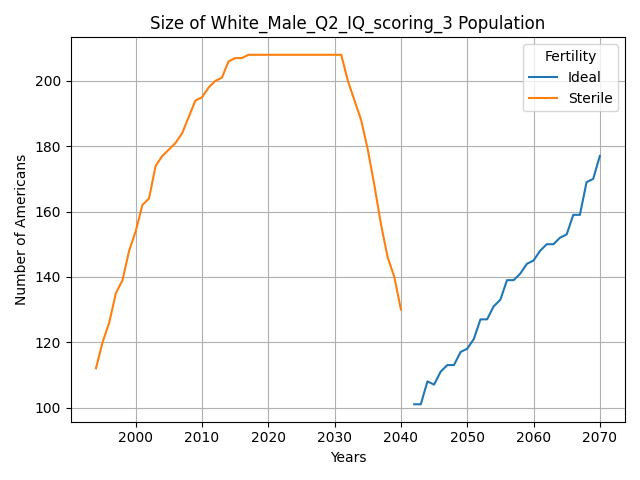 Size of White_Male_Q2_IQ_scoring_3 Population
Fertility
Ideal
Sterile
Number of Americans
200
180
160
140
120
100
2000 2010 2020 2030 2040 2050 2060 2070
Years